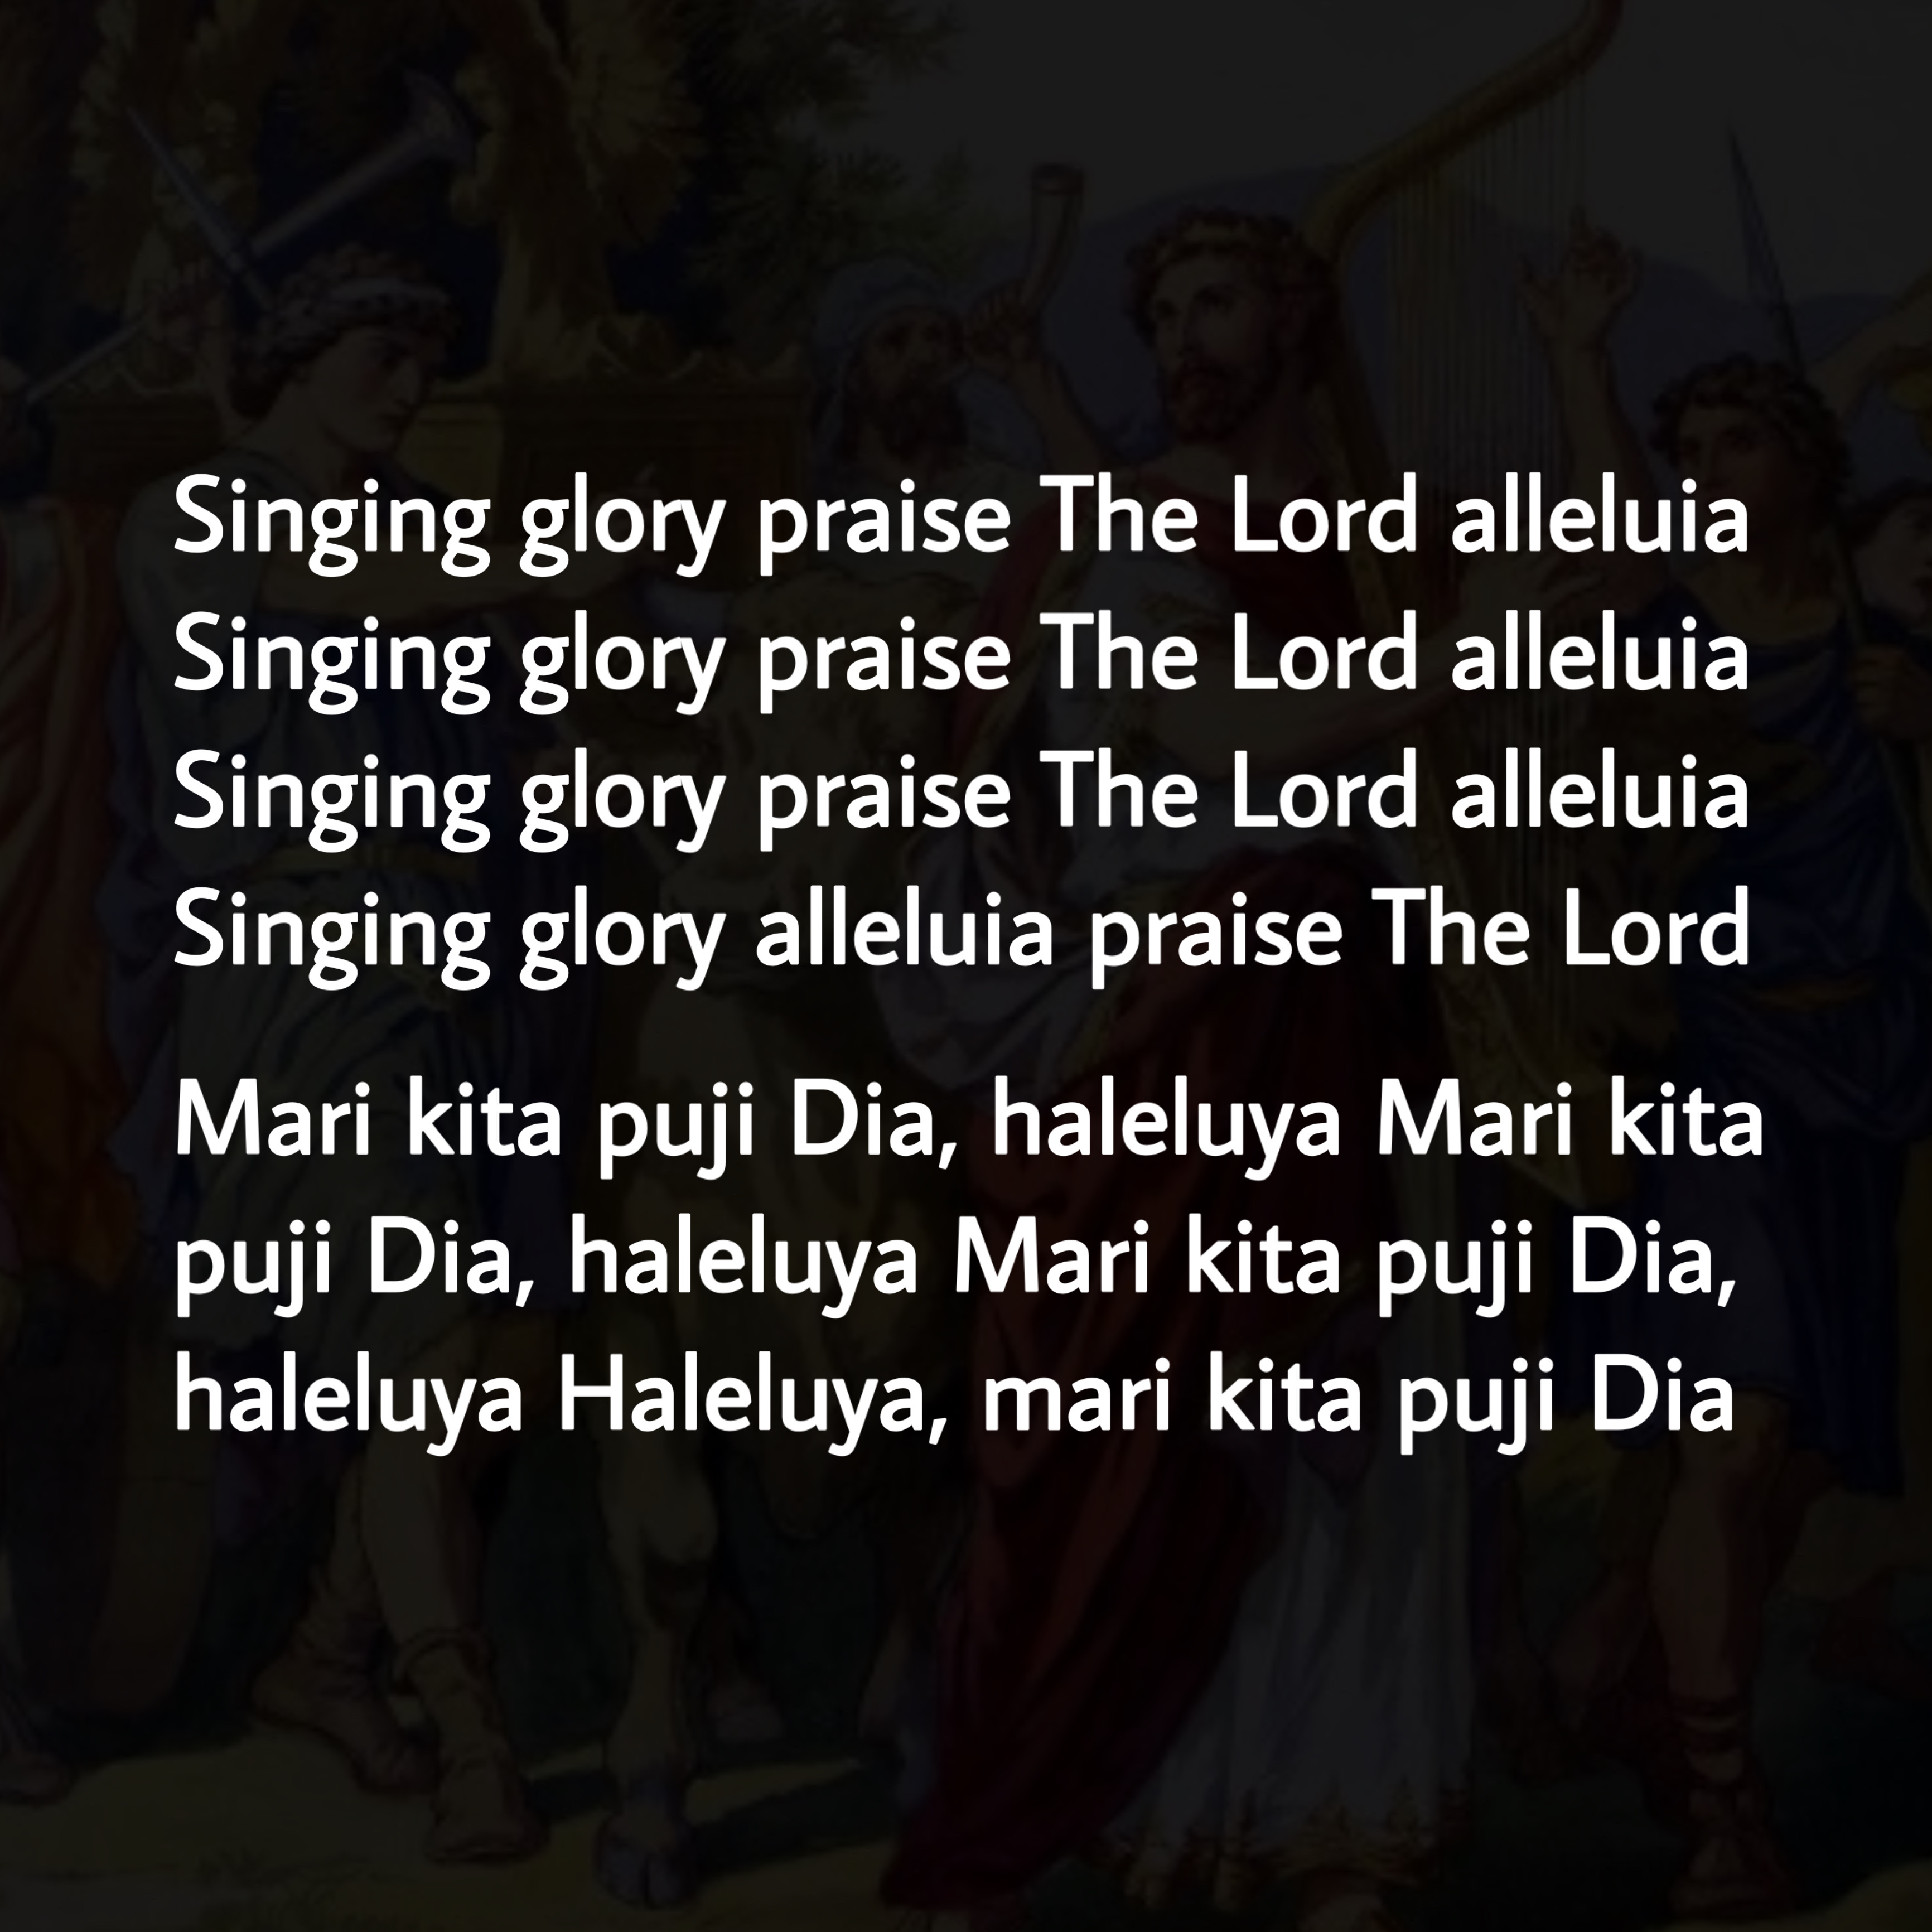 Singing glory praise The Lord alleluia
Singing glory praise The Lord alleluia
Singing glory praise The Lord alleluia
Singing glory alleluia praise The Lord
Mari kita puji Dia, haleluya Mari kita
puji Dia, haleluya Mari kita puji Dia,
haleluya Haleluya, mari kita puji Dia